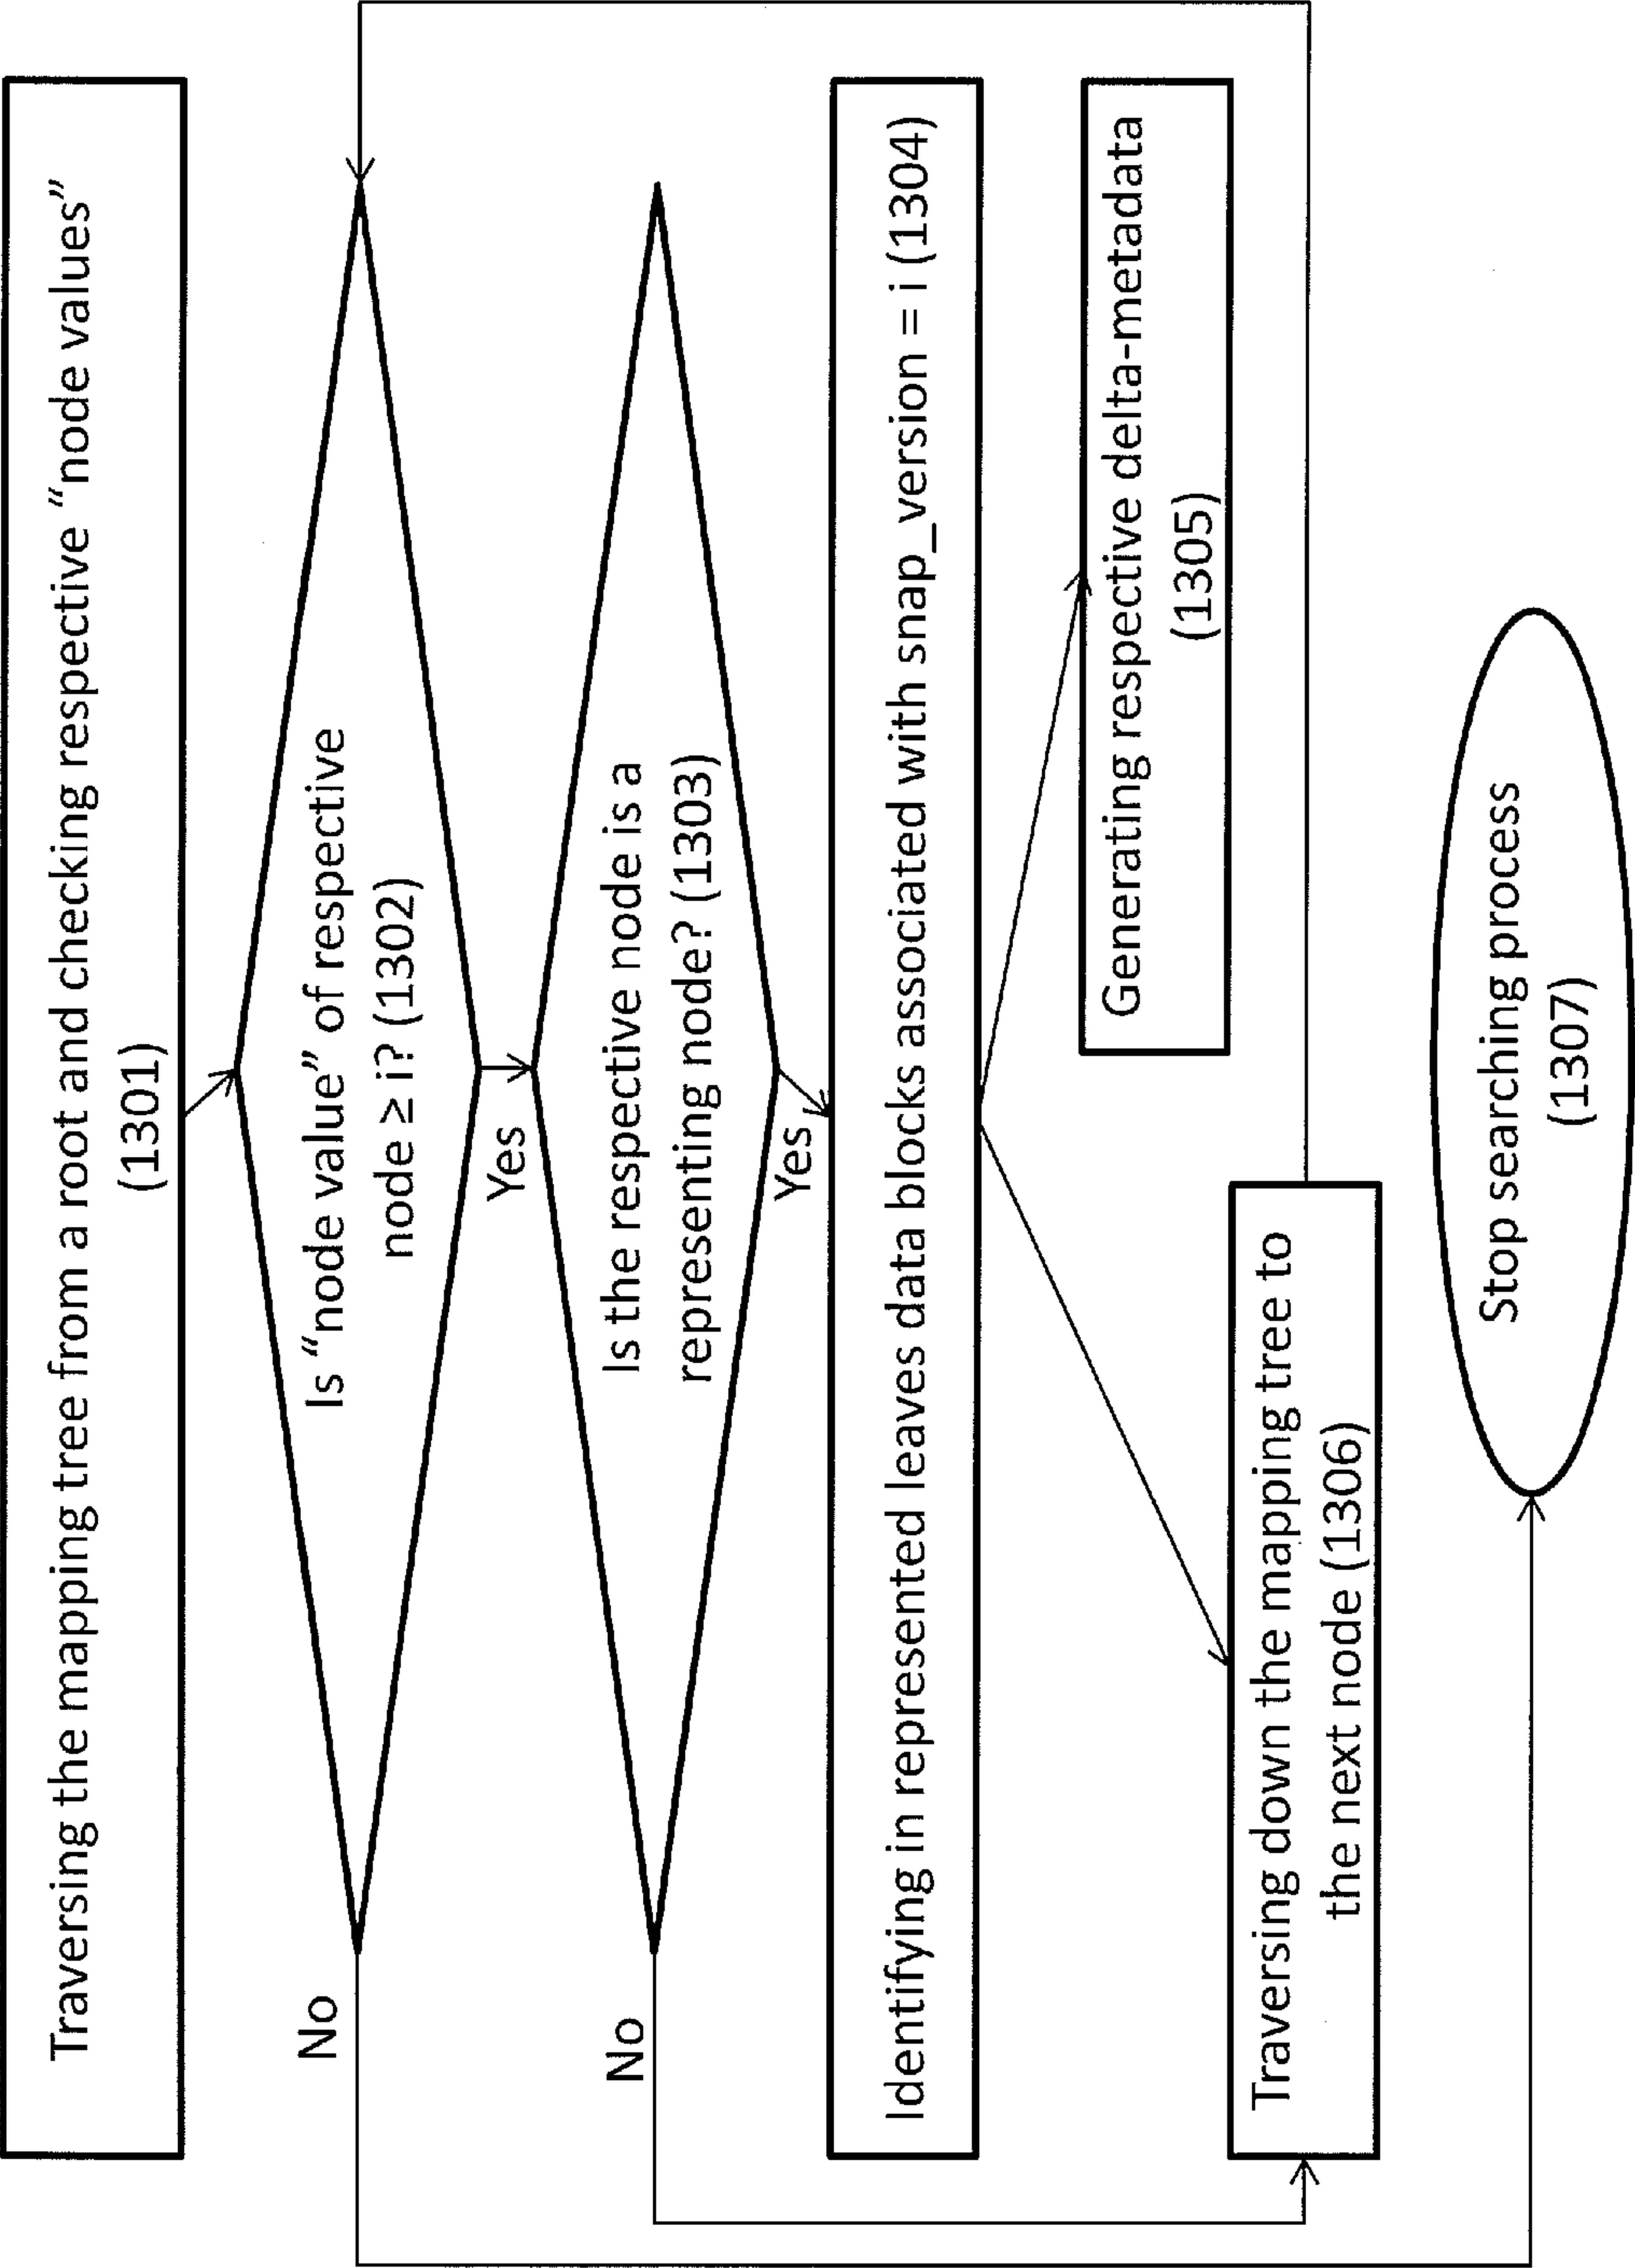 Traversing the mapping tree from a root and checking respective “node values”
(1301)
Is “node value” of respective
node ≥ i? (1302)
No
Yes
Is the respective node is a
representing node? (1303)
No
Yes
Identifying in represented leaves data blocks associated with snap_version = i (1304)
Generating respective delta-metadata
(1305)
Traversing down the mapping tree to
the next node (1306)
Stop searching process
(1307)